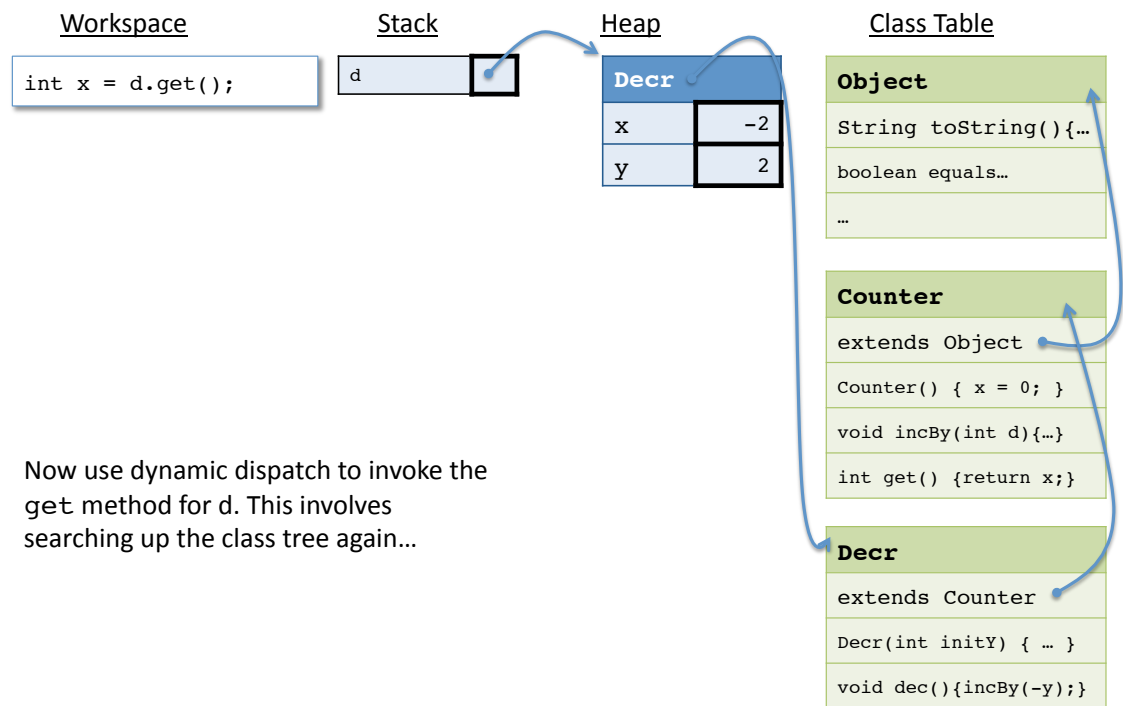 Workspace
Stack
Heap
Class Table
int x = d.get();
d
Decr
x -2
y 2
Object
String toString(){…
boolean equals…
…
Counter
extends Object
Counter() { x = 0; }
void incBy(int d){…}
int get() {return x;}
Decr
extends Counter
Decr(int initY) { … }
void dec(){incBy(-y);}
Now use dynamic dispatch to invoke the
get method for d. This involves
searching up the class tree again…